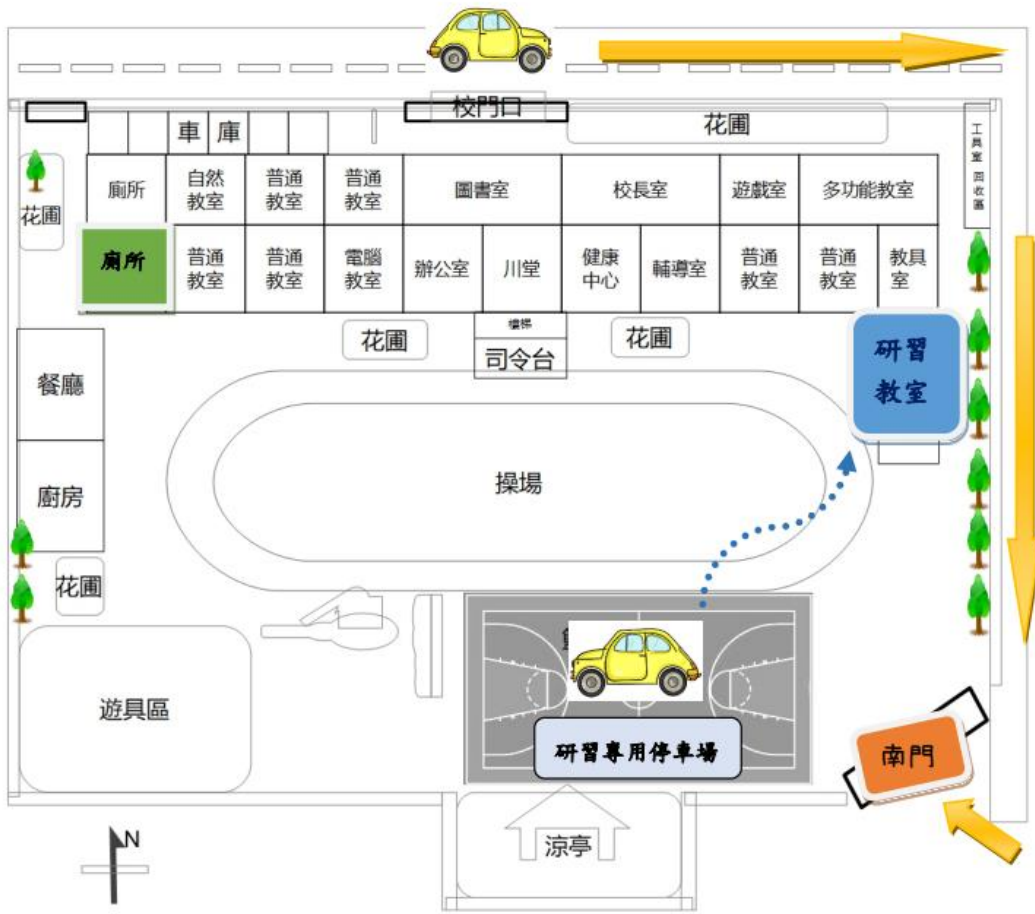 校門口
花圃
車 庫
工具室 回收區
花圃
廁所
自然
教室
普通
教室
普通
教室
圖書室
校長室
遊戲室
多功能教室
廁所
普通
教室
普通
教室
電腦
教室
辦公室
川堂
健康
中心
輔導室
普通
教室
普通
教室
教具
室
花圃
樓梯
司令台
花圃
研習
教室
餐廳
操場
廚房
花圃
遊具區
研習專用停車場
南門
涼亭
N